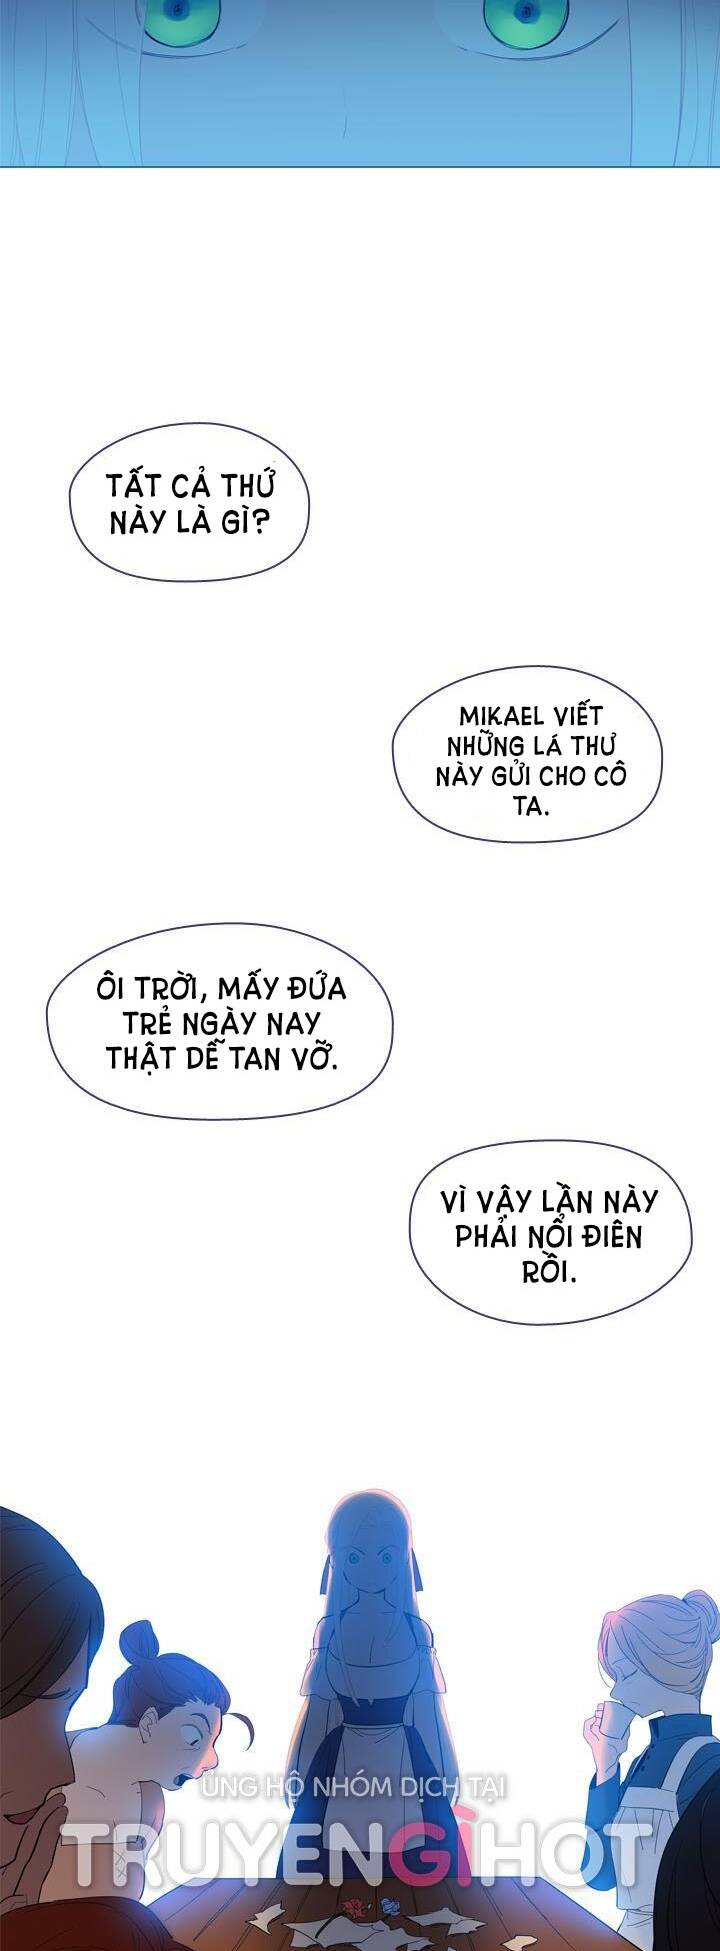 TẤT CẢ THỨ
NÀY LÀ GÌ?
MIKAEL VIẾT
NHỮNG LÁ THƯ
NÀY GỬI CHO CÔ
TA.
ÔI TRỜI, MẤY ĐỨA
TRẺ NGÀY NAY
THẬT DỄ TAN VỠ.
VÌ VẬY LẦN NÀY
PHẢI NỔI ĐIÊN
RỒI.
ỦNG HỘ NHÓM DỊCH TẠI
TRUYENGIHOT